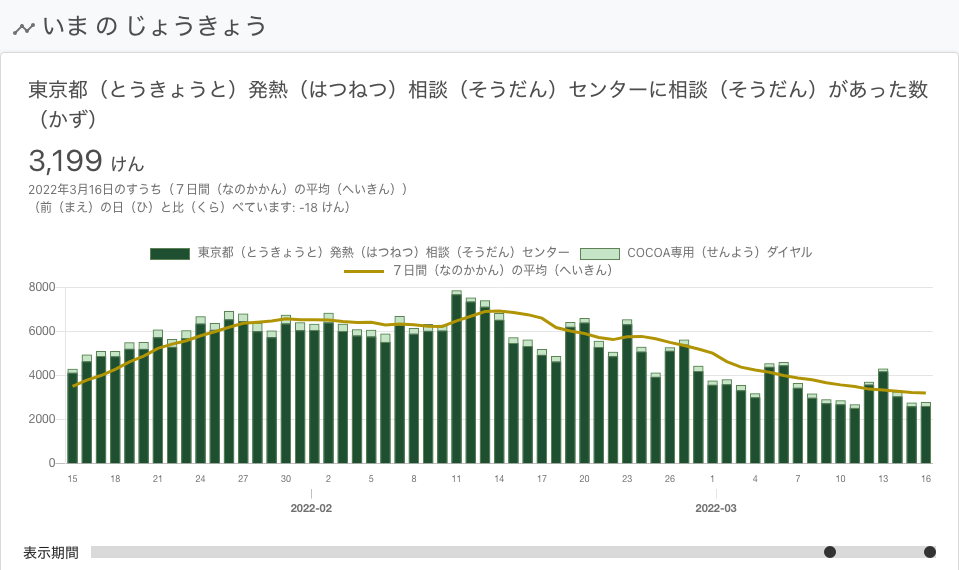 いま の じょうきょう
東京都（とうきょうと）発熱（はつねつ）相談（そうだん）センターに相談（そうだん）があった数
（かず）
3,199 けん
2022年3月16日のすうち（７日間（なのかかん）の平均（へいきん））
（前（まえ）の日（ひ）と比（くら）べています: -18 けん）
東京都（とうきょうと）発熱（はつねつ）相談（そうだん）センター COCOA専用（せんよう）ダイヤル
７日間（なのかかん）の平均（へいきん）
8000
6000
4000
2000
0
15 18 21 24 27 30 2 5 8 11 14 17 20 23 26 1 4 7 10 13 16
2022-02 2022-03
表示期間